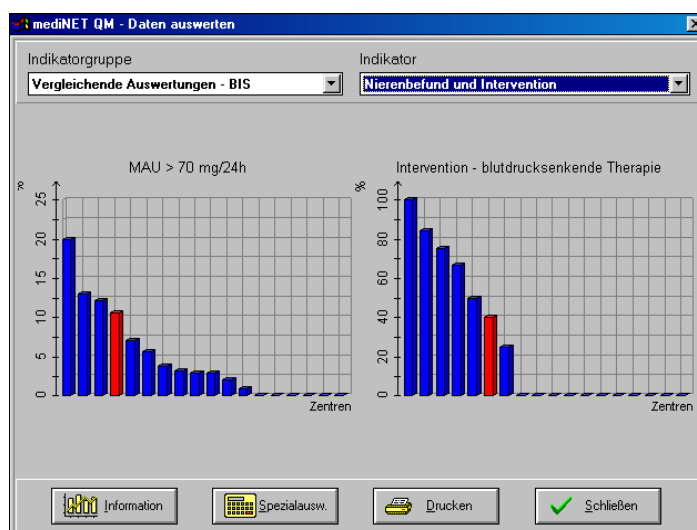 mediNET QM - Daten auswerten
Indikatorgruppe
Indikator
Vergleichende Auswertungen - BIS
Nierenbefund und Intervention
MAU > 70 mg/24h
Intervention - blutdrucksenkende Therapie
%
%
25
20
15
10
5
0
100
80
60
40
20
0
Zentren
Zentren
Information
Spezialausw.
Drucken
Schließen